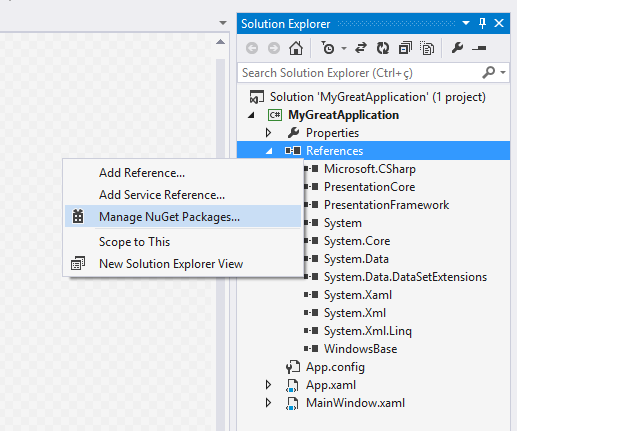 Solution Explorer
Search Solution Explorer (Ctrl+ç)
Solution 'MyGreatApplication' (1 project)
C# MyGreatApplication
Properties
References
Add Reference...
Add Service Reference...
Manage NuGet Packages...
Scope to This
New Solution Explorer View
Microsoft.CSharp
PresentationCore
PresentationFramework
System
System.Core
System.Data
System.Data.DataSetExtensions
System.Xaml
System.Xml
System.Xml.Linq
WindowsBase
App.config
App.xaml
MainWindow.xaml